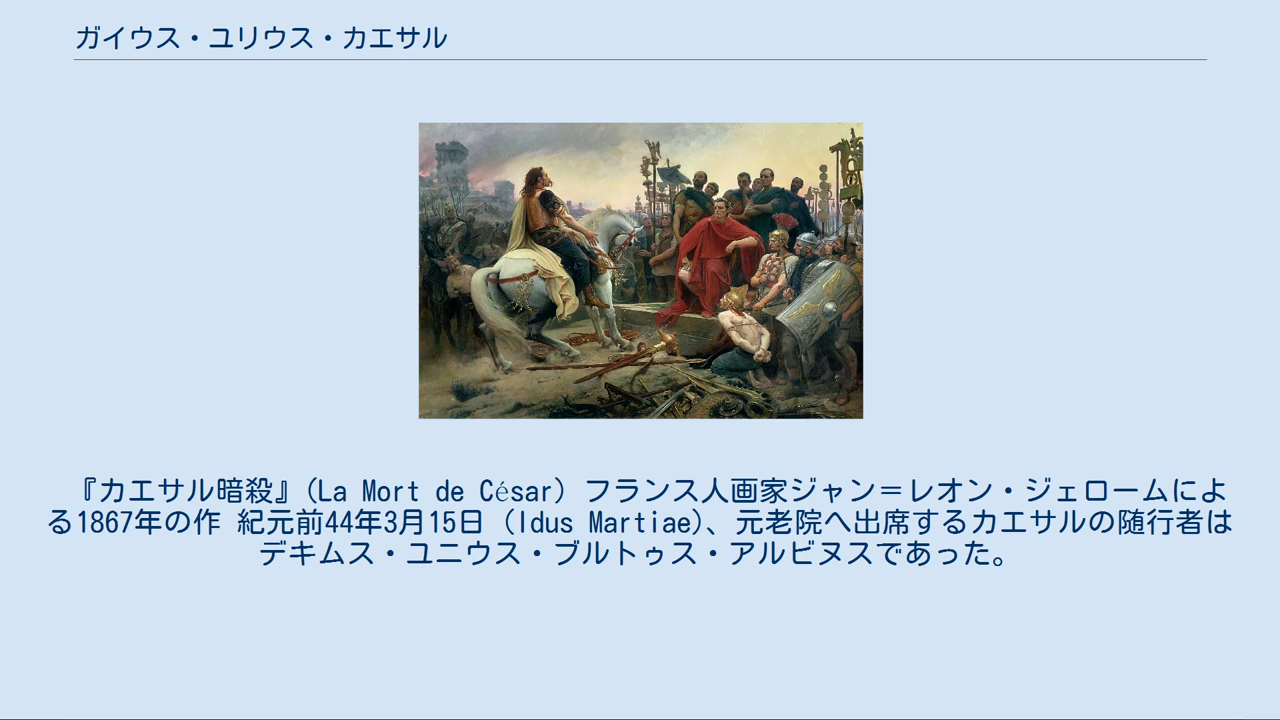 ガイウス・ユリウス・カエサル
『カエサル暗殺』(La Mort de César) フランス人画家ジャン＝レオン・ジェロームによ
る1867年の作 紀元前44年3月15日 (Idus Martiae)、元老院へ出席するカエサルの随行者は
デキムス・ユニウス・ブルトゥス・アルビヌスであった。